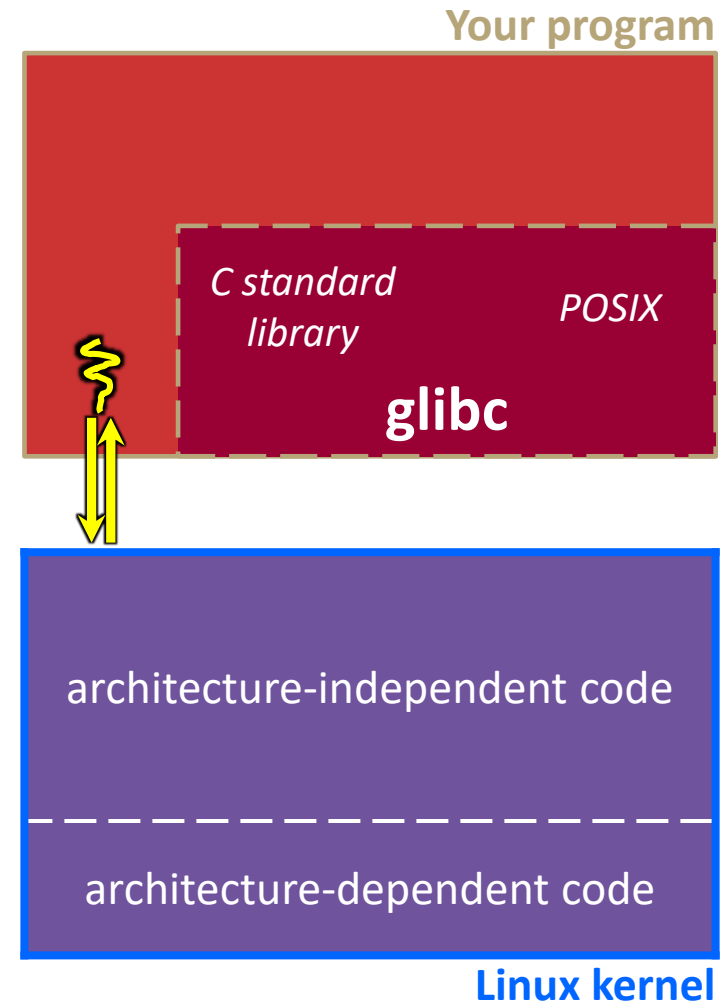 Your program
C standard
library
POSIX
glibc
architecture-independent code
architecture-dependent code
Linux kernel